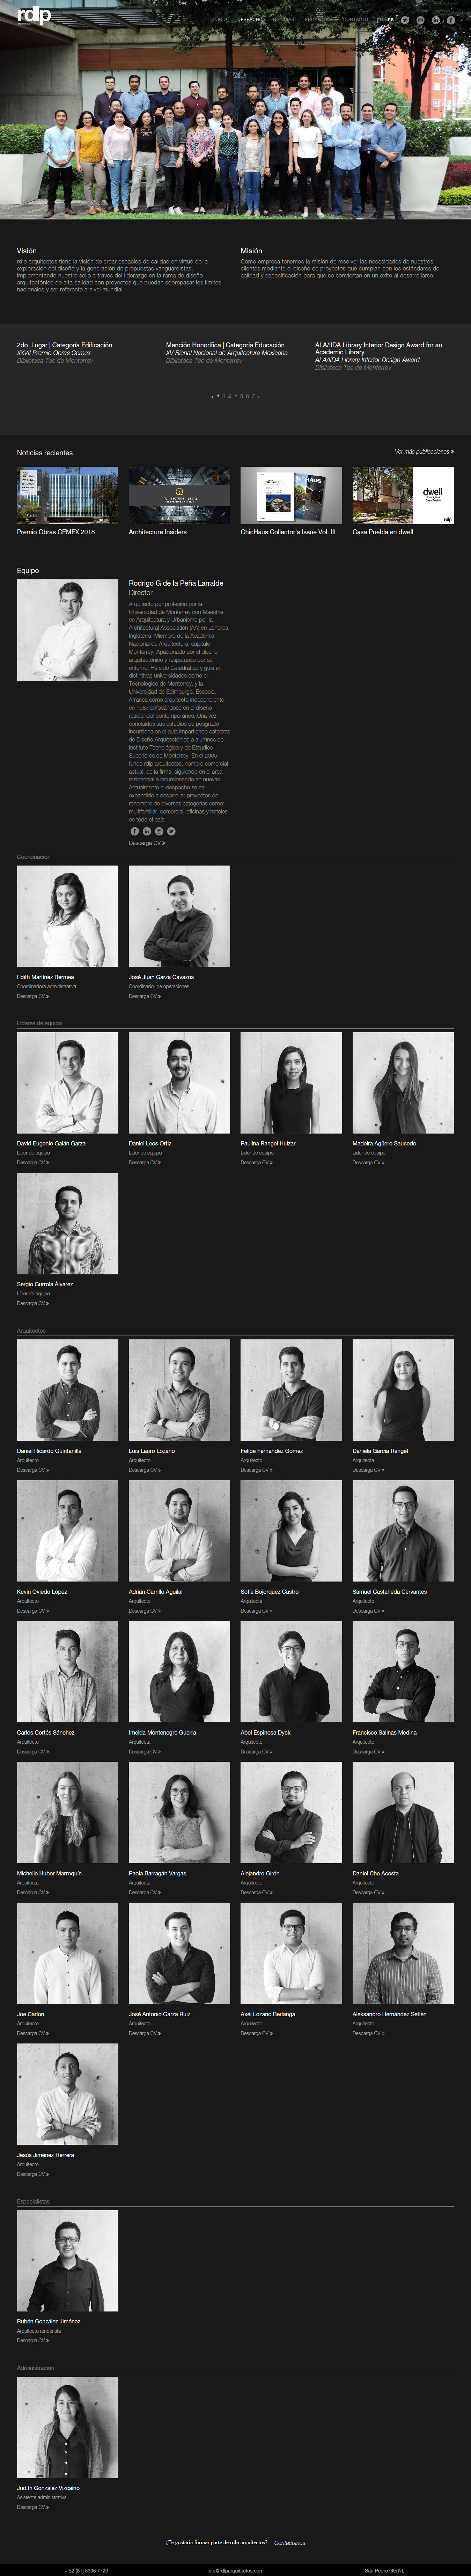 rdlp
DESPACHO
CONTACTO
Visión
rdlp arquitectos tiene la visión de crear espacios de calidad en virtud de la
exploración del diseño y la generación de propuestas vanguardistas,
implementando nuestro sello a través del liderazgo en la rama de diseño
arquitectónico de alta calidad con proyectos que puedan sobrepasar los límites
nacionales y ser referente a nivel mundial.
Misión
Como empresa tenemos la misión de resolver las necesidades de nuestros
clientes mediante el diseño de proyectos que cumplan con los estándares de
calidad y especificación para que se conviertan en un éxito al desarrollarse.
2do. Lugar | Categoría Edificación
XXVII Premio Obras Cemex
Biblioteca Tec de Monterrey
Mención Honorífica | Categoría Educación
XV Bienal Nacional de Arquitectura Mexicana
Biblioteca Tec de Monterrey
ALA/IIDA Library Interior Design Award for an
Academic Library
ALA/IIDA Library Interior Design Award
Biblioteca Tec de Monterrey
« 1 2 3 4 5 6 7 »
Noticias recientes
Ver más publicaciones »
Premio Obras CEMEX 2018
Architecture Insiders
HAUS
ChicHaus Collector's Issue Vol. III
dwell
rdlp
Casa Puebla en dwell
Equipo
Rodrigo G de la Peña Larralde
Director
Arquitecto por profesión por la
Universidad de Monterrey con Maestría
en Arquitectura y Urbanismo por la
Architectural Association (AA) en Londres,
Inglaterra. Miembro de la Academia
Nacional de Arquitectura, capítulo
Monterrey, Apasionado por el diseño
arquitectónico y respetuoso por su
entorno. Ha sido Catedrático y guía en
distintivas universidades como el
Tecnológico de Monterrey, y la
Universidad de Edimburgo, Escocia.
Arranca como arquitecto independiente
en 1987 enfocándose en el diseño
residencial contemporáneo. Una vez
concluidos sus estudios de posgrado
incursiona en el aula impartiendo cátedras
de Diseño Arquitectónico a alumnos del
Instituto Tecnológico y de Estudios
Superiores de Monterrey. En el 2005,
funda rdlp arquitectos, nombre comercial
actual, de la firma, siguiendo en el área
residencial e incursionando en nuevas.
Actualmente el despacho se ha
expandido a desarrollar proyectos de
renombre de diversas categorías como:
multifamiliar, comercial, oficinas y hoteles
en todo el país.
Descarga CV »
Coordinación
Edith Martínez Bermea
Coordinadora administrativa
Descarga CV »
José Juan Garza Cavazos
Coordinador de operaciones
Descarga CV »
Líderes de equipo
David Eugenio Galán Garza
Líder de equipo
Descarga CV »
Daniel Leos Ortiz
Líder de equipo
Descarga CV »
Paulina Rangel Huizar
Líder de equipo
Descarga CV »
Madeira Agüero Saucedo
Líder de equipo
Descarga CV »
Sergio Gurrola Álvarez
Líder de equipo
Descarga CV »
Arquitectos
Daniel Ricardo Quintanilla
Arquitecto
Descarga CV »
Luis Lauro Lozano
Arquitecto
Descarga CV »
Felipe Fernández Gómez
Arquitecto
Descarga CV »
Daniela García Rangel
Arquitecta
Descarga CV »
Kevin Oviedo López
Arquitecto
Descarga CV »
Adrián Carrillo Aguilar
Arquitecto
Descarga CV »
Sofía Bojorquez Castro
Arquitecta
Descarga CV »
Samuel Castañeda Cervantes
Arquitecto
Descarga CV »
Carlos Cortés Sánchez
Arquitecto
Descarga CV »
Imelda Montenegro Guerra
Arquitecta
Descarga CV »
Abel Espinosa Dyck
Arquitecto
Descarga CV »
Francisco Salinas Medina
Arquitecto
Descarga CV »
Michelle Huber Marroquín
Arquitecta
Descarga CV »
Paola Barragán Vargas
Arquitecta
Descarga CV »
Alejandro Girón
Arquitecto
Descarga CV »
Daniel Che Acosta
Arquitecto
Descarga CV »
Joe Carlon
Arquitecto
Descarga CV »
José Antonio Garza Ruiz
Arquitecto
Descarga CV »
Axel Lozano Berlanga
Arquitecto
Descarga CV »
Aleksandro Hernández Setien
Arquitecto
Descarga CV »
Jesús Jiménez Herrera
Arquitecto
Descarga CV »
Especialistas
Rubén González Jiménez
Arquitecto renderista
Descarga CV »
Administración
Judith González Vizcaíno
Asistente administrativa
Descarga CV »
¿Te gustaría formar parte de rdlp arquitectos? Contáctanos
+ 52 (81) 8336 7720
info@rdlparquitectos.com
San Pedro GG NL